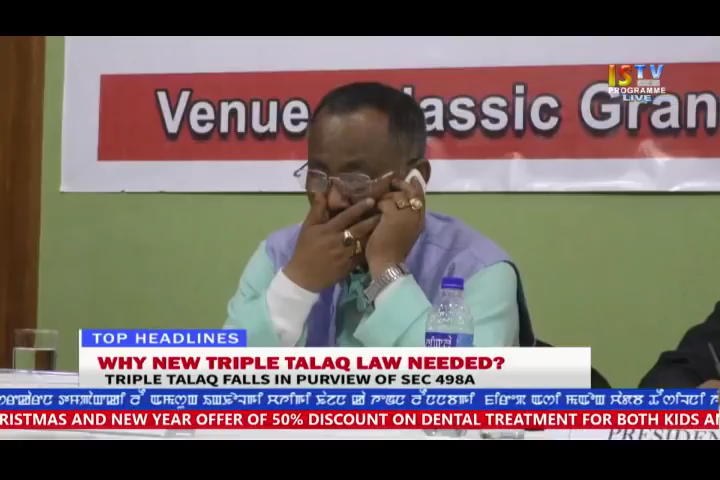 ISTV
PROGRAMME
LIVE
Venue
lassic Gran
TOP HEADLINES
WHY NEW TRIPLE TALAQ LAW NEEDED?
TRIPLE TALAQ FALLS IN PURVIEW OF SEC 498A
RISTMAS AND NEW YEAR OFFER OF 50% DISCOUNT ON DENTAL TREATMENT FOR BOTH KIDS AN
PRESIDEN